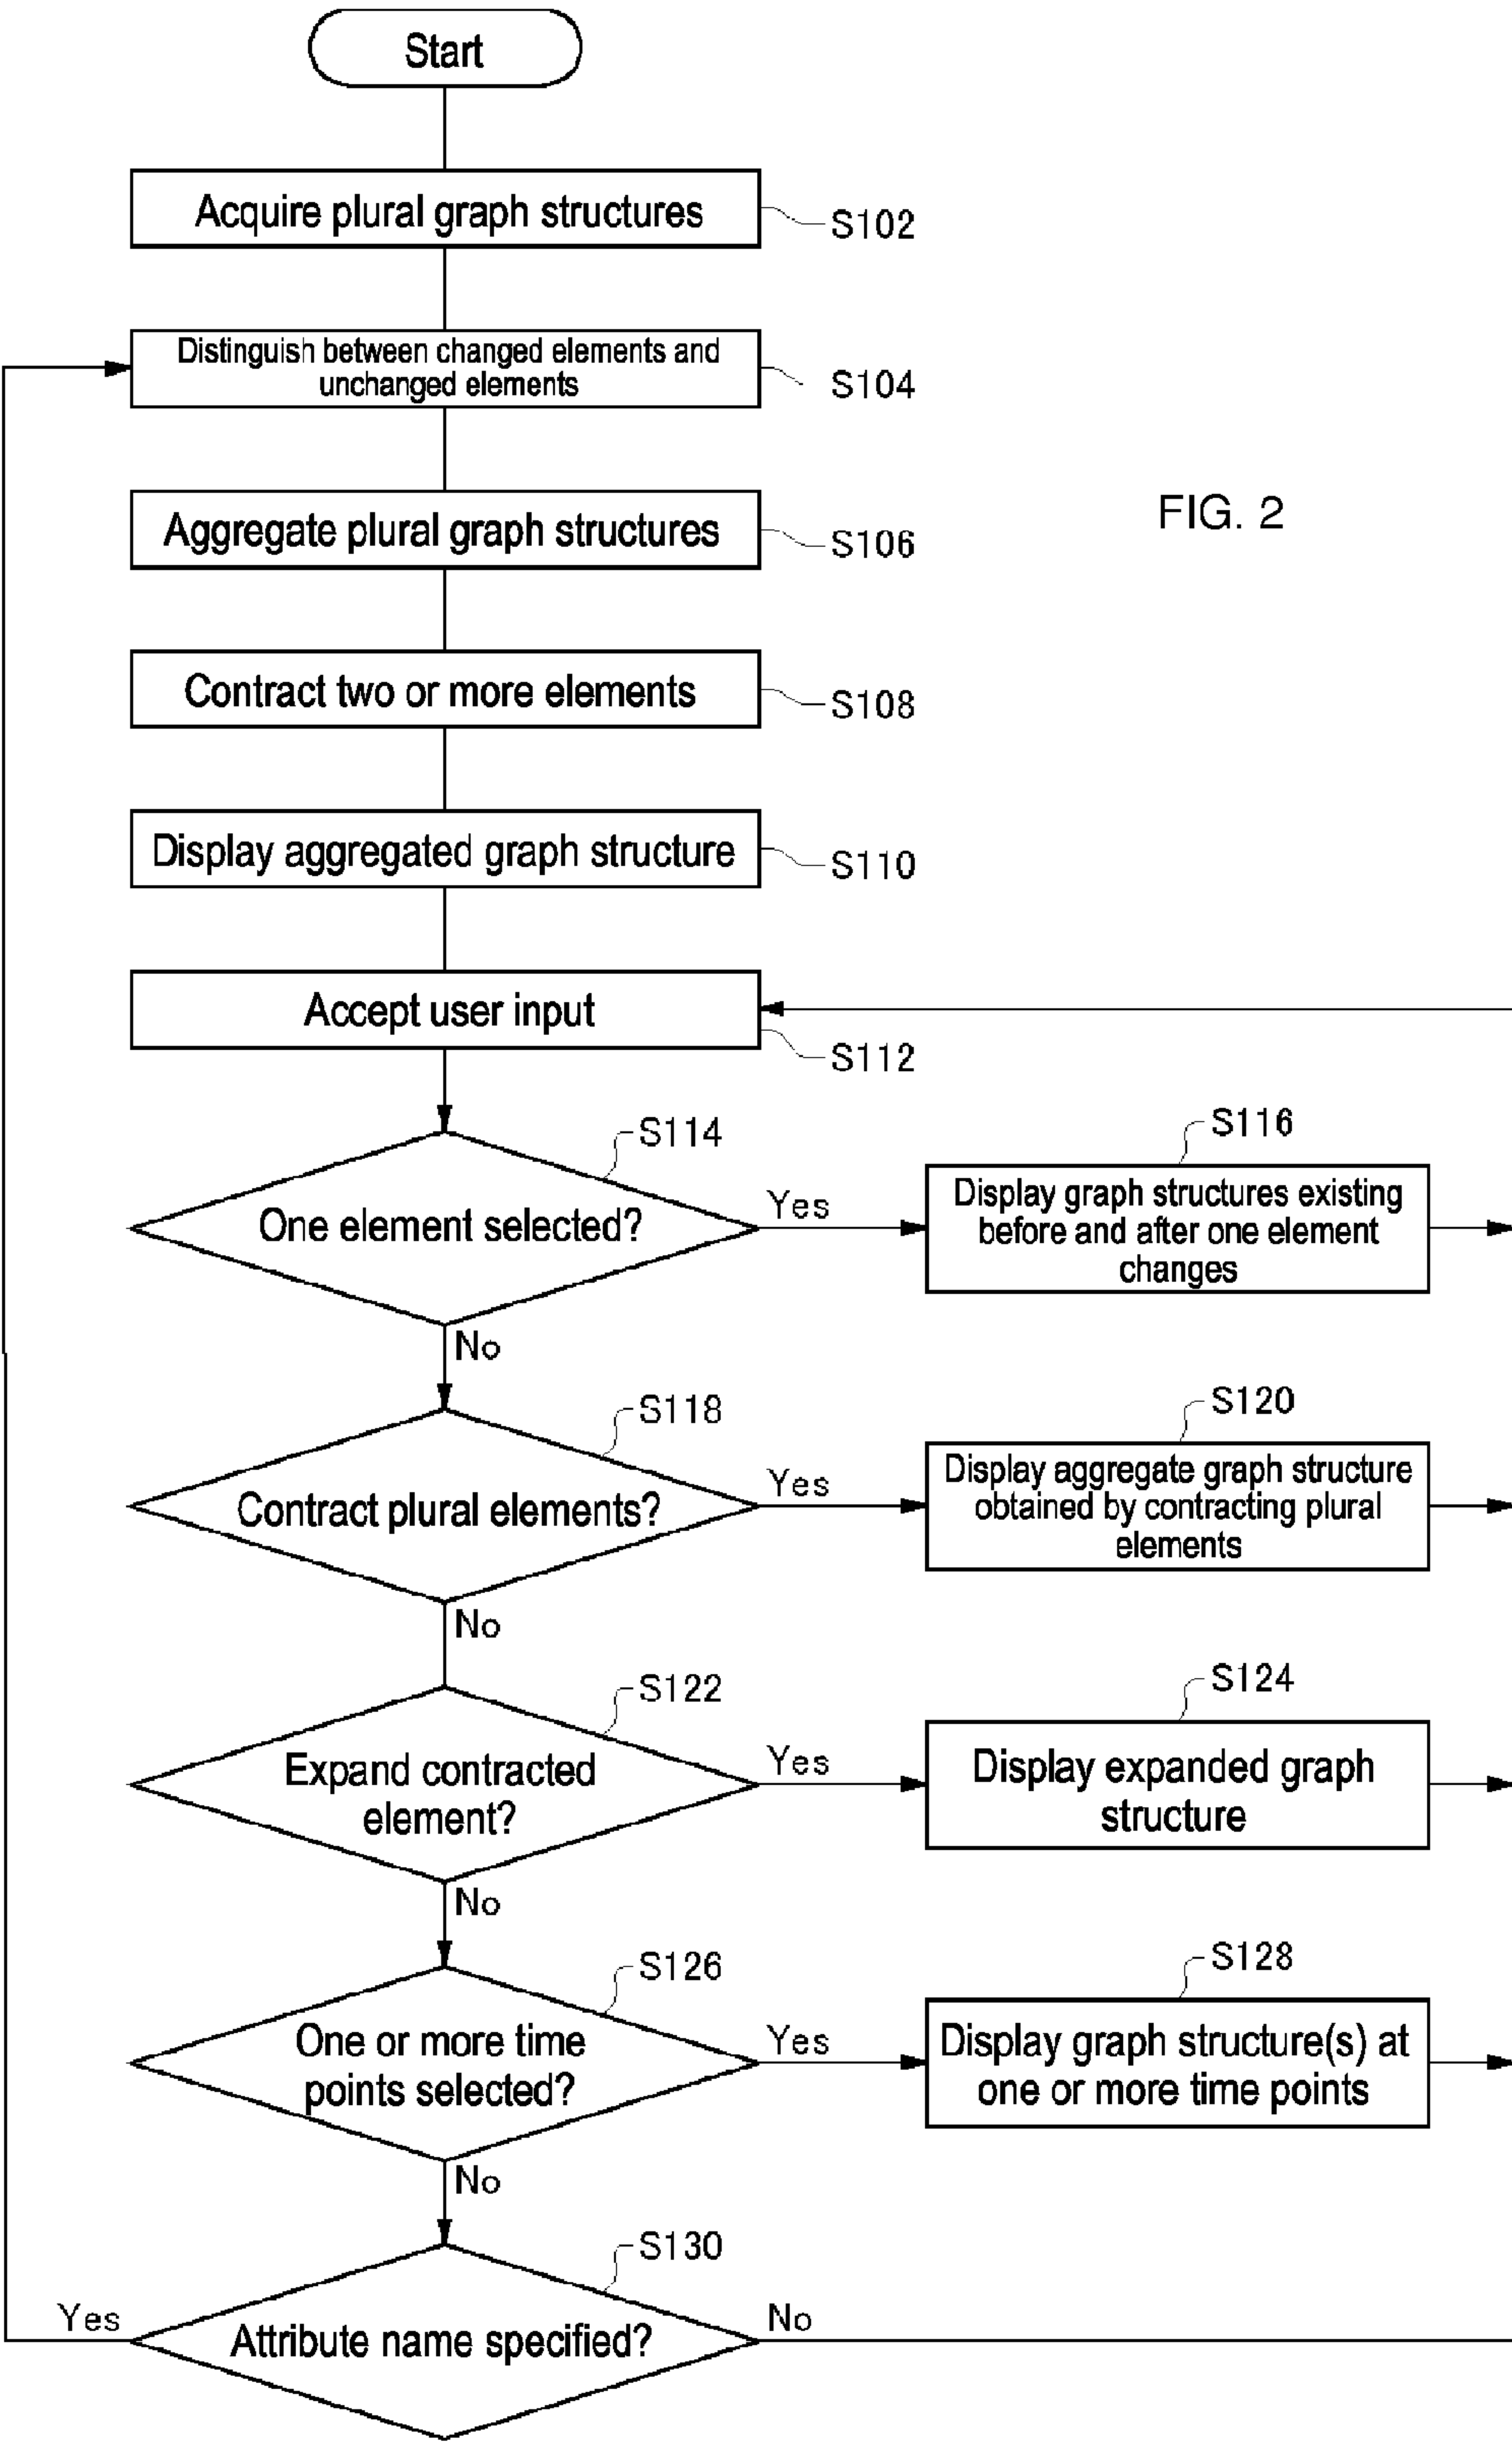 Start
Acquire plural graph structures
S102
Distinguish between changed elements and
unchanged elements
S104
Aggregate plural graph structures
S106
FIG. 2
Contract two or more elements
S108
Display aggregated graph structure
S110
Accept user input
S112
S114
One element selected?
Yes
No
S116
Display graph structures existing
before and after one element
changes
S118
Contract plural elements?
Yes
No
S120
Display aggregate graph structure
obtained by contracting plural
elements
S122
Expand contracted
element?
Yes
No
S124
Display expanded graph
structure
S126
One or more time
points selected?
Yes
No
S128
Display graph structure(s) at
one or more time points
S130
Attribute name specified?
Yes
No